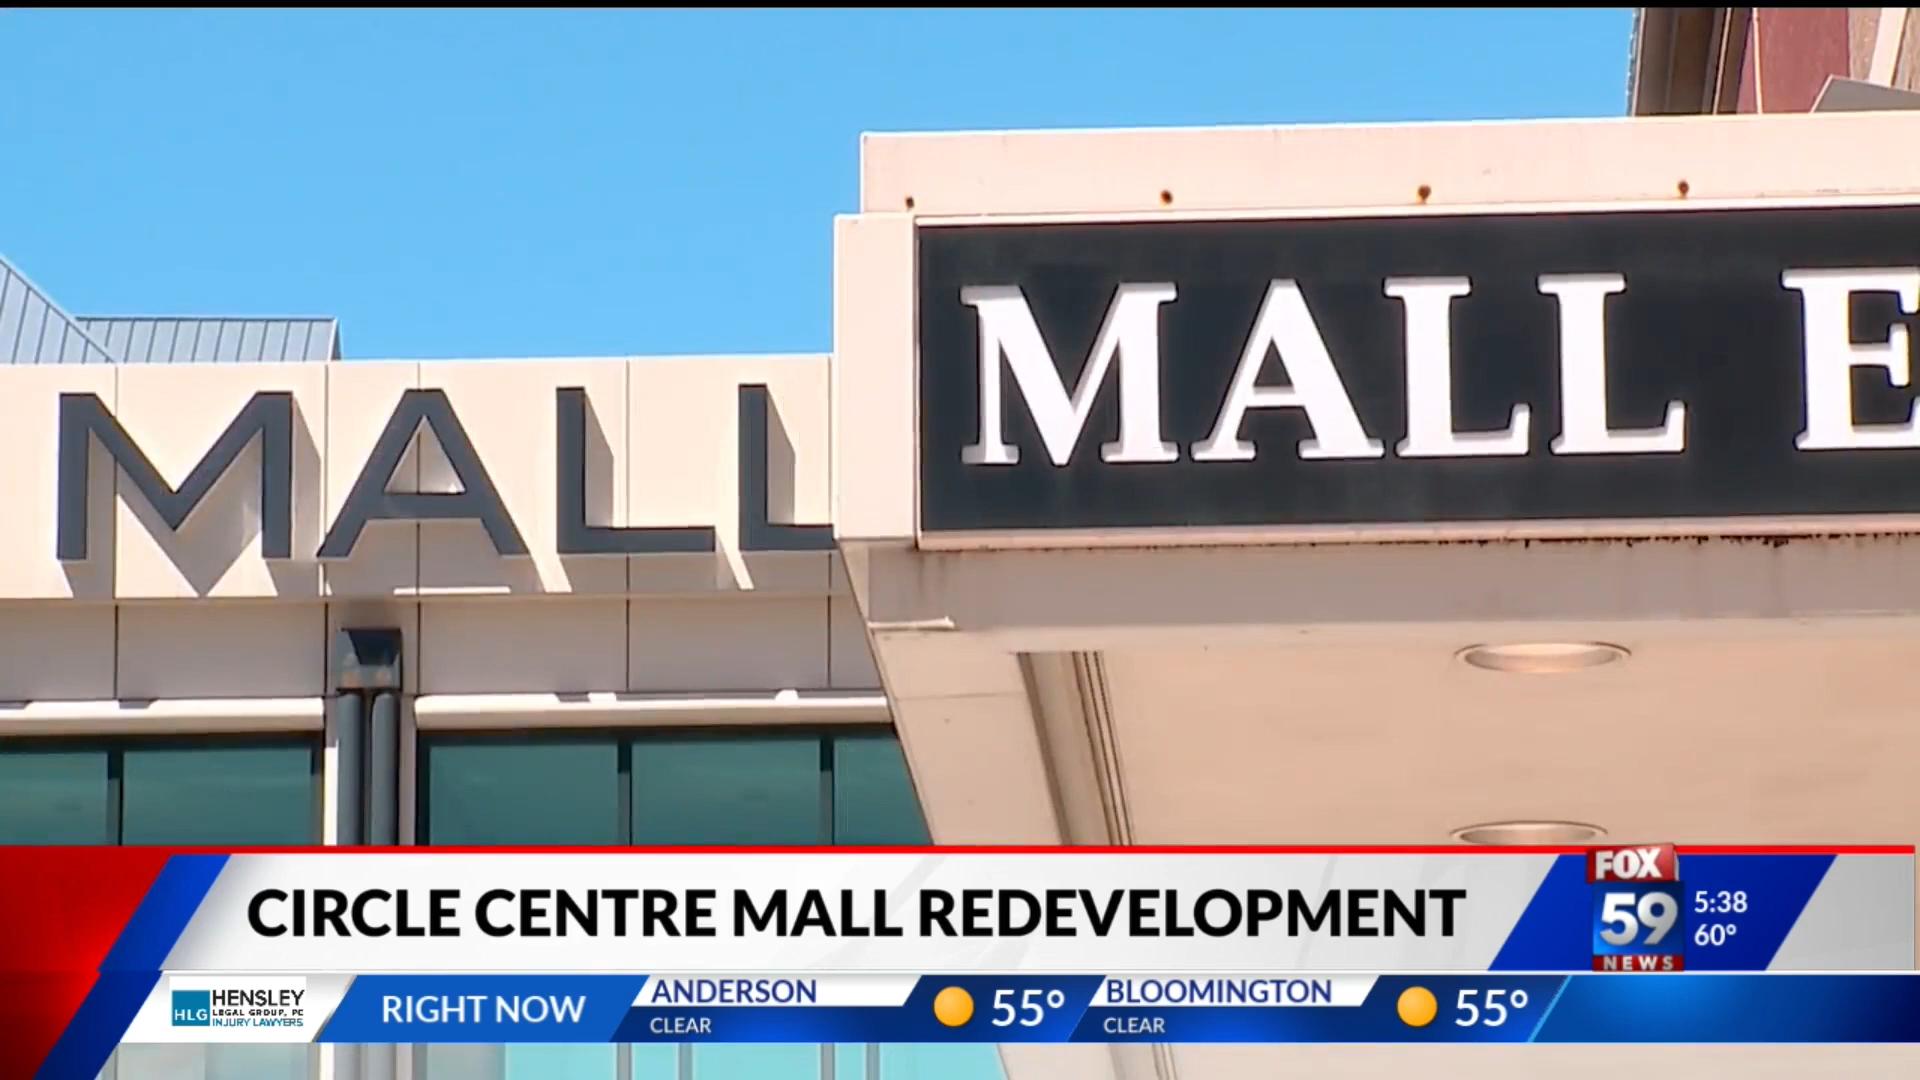 MALL
MALL E
CIRCLE CENTRE MALL REDEVELOPMENT
FOX
59
NEWS
5:38
60°
HLG
HENSLEY
LEGAL GROUP, PC
INJURY LAWYERS
RIGHT NOW
ANDERSON
CLEAR
55°
BLOOMINGTON
CLEAR
55°